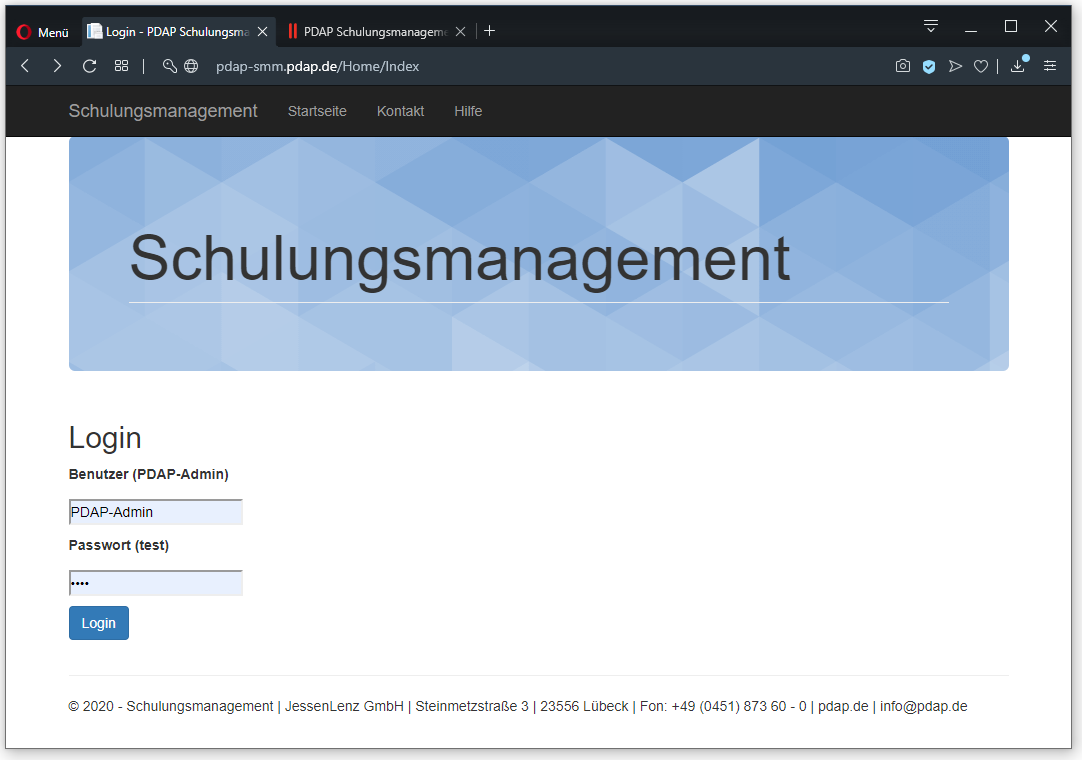 Menü
Login - PDAP Schulungsma
PDAP Schulungsmanageme
pdap-smm.pdap.de/Home/Index
Schulungsmanagement Startseite Kontakt Hilfe
Schulungsmanagement
Login
Benutzer (PDAP-Admin)
PDAP-Admin
Passwort (test)
••••
Login
© 2020 - Schulungsmanagement | JessenLenz GmbH | Steinmetzstraße 3 | 23556 Lübeck | Fon: +49 (0451) 873 60 - 0 | pdap.de | info@pdap.de